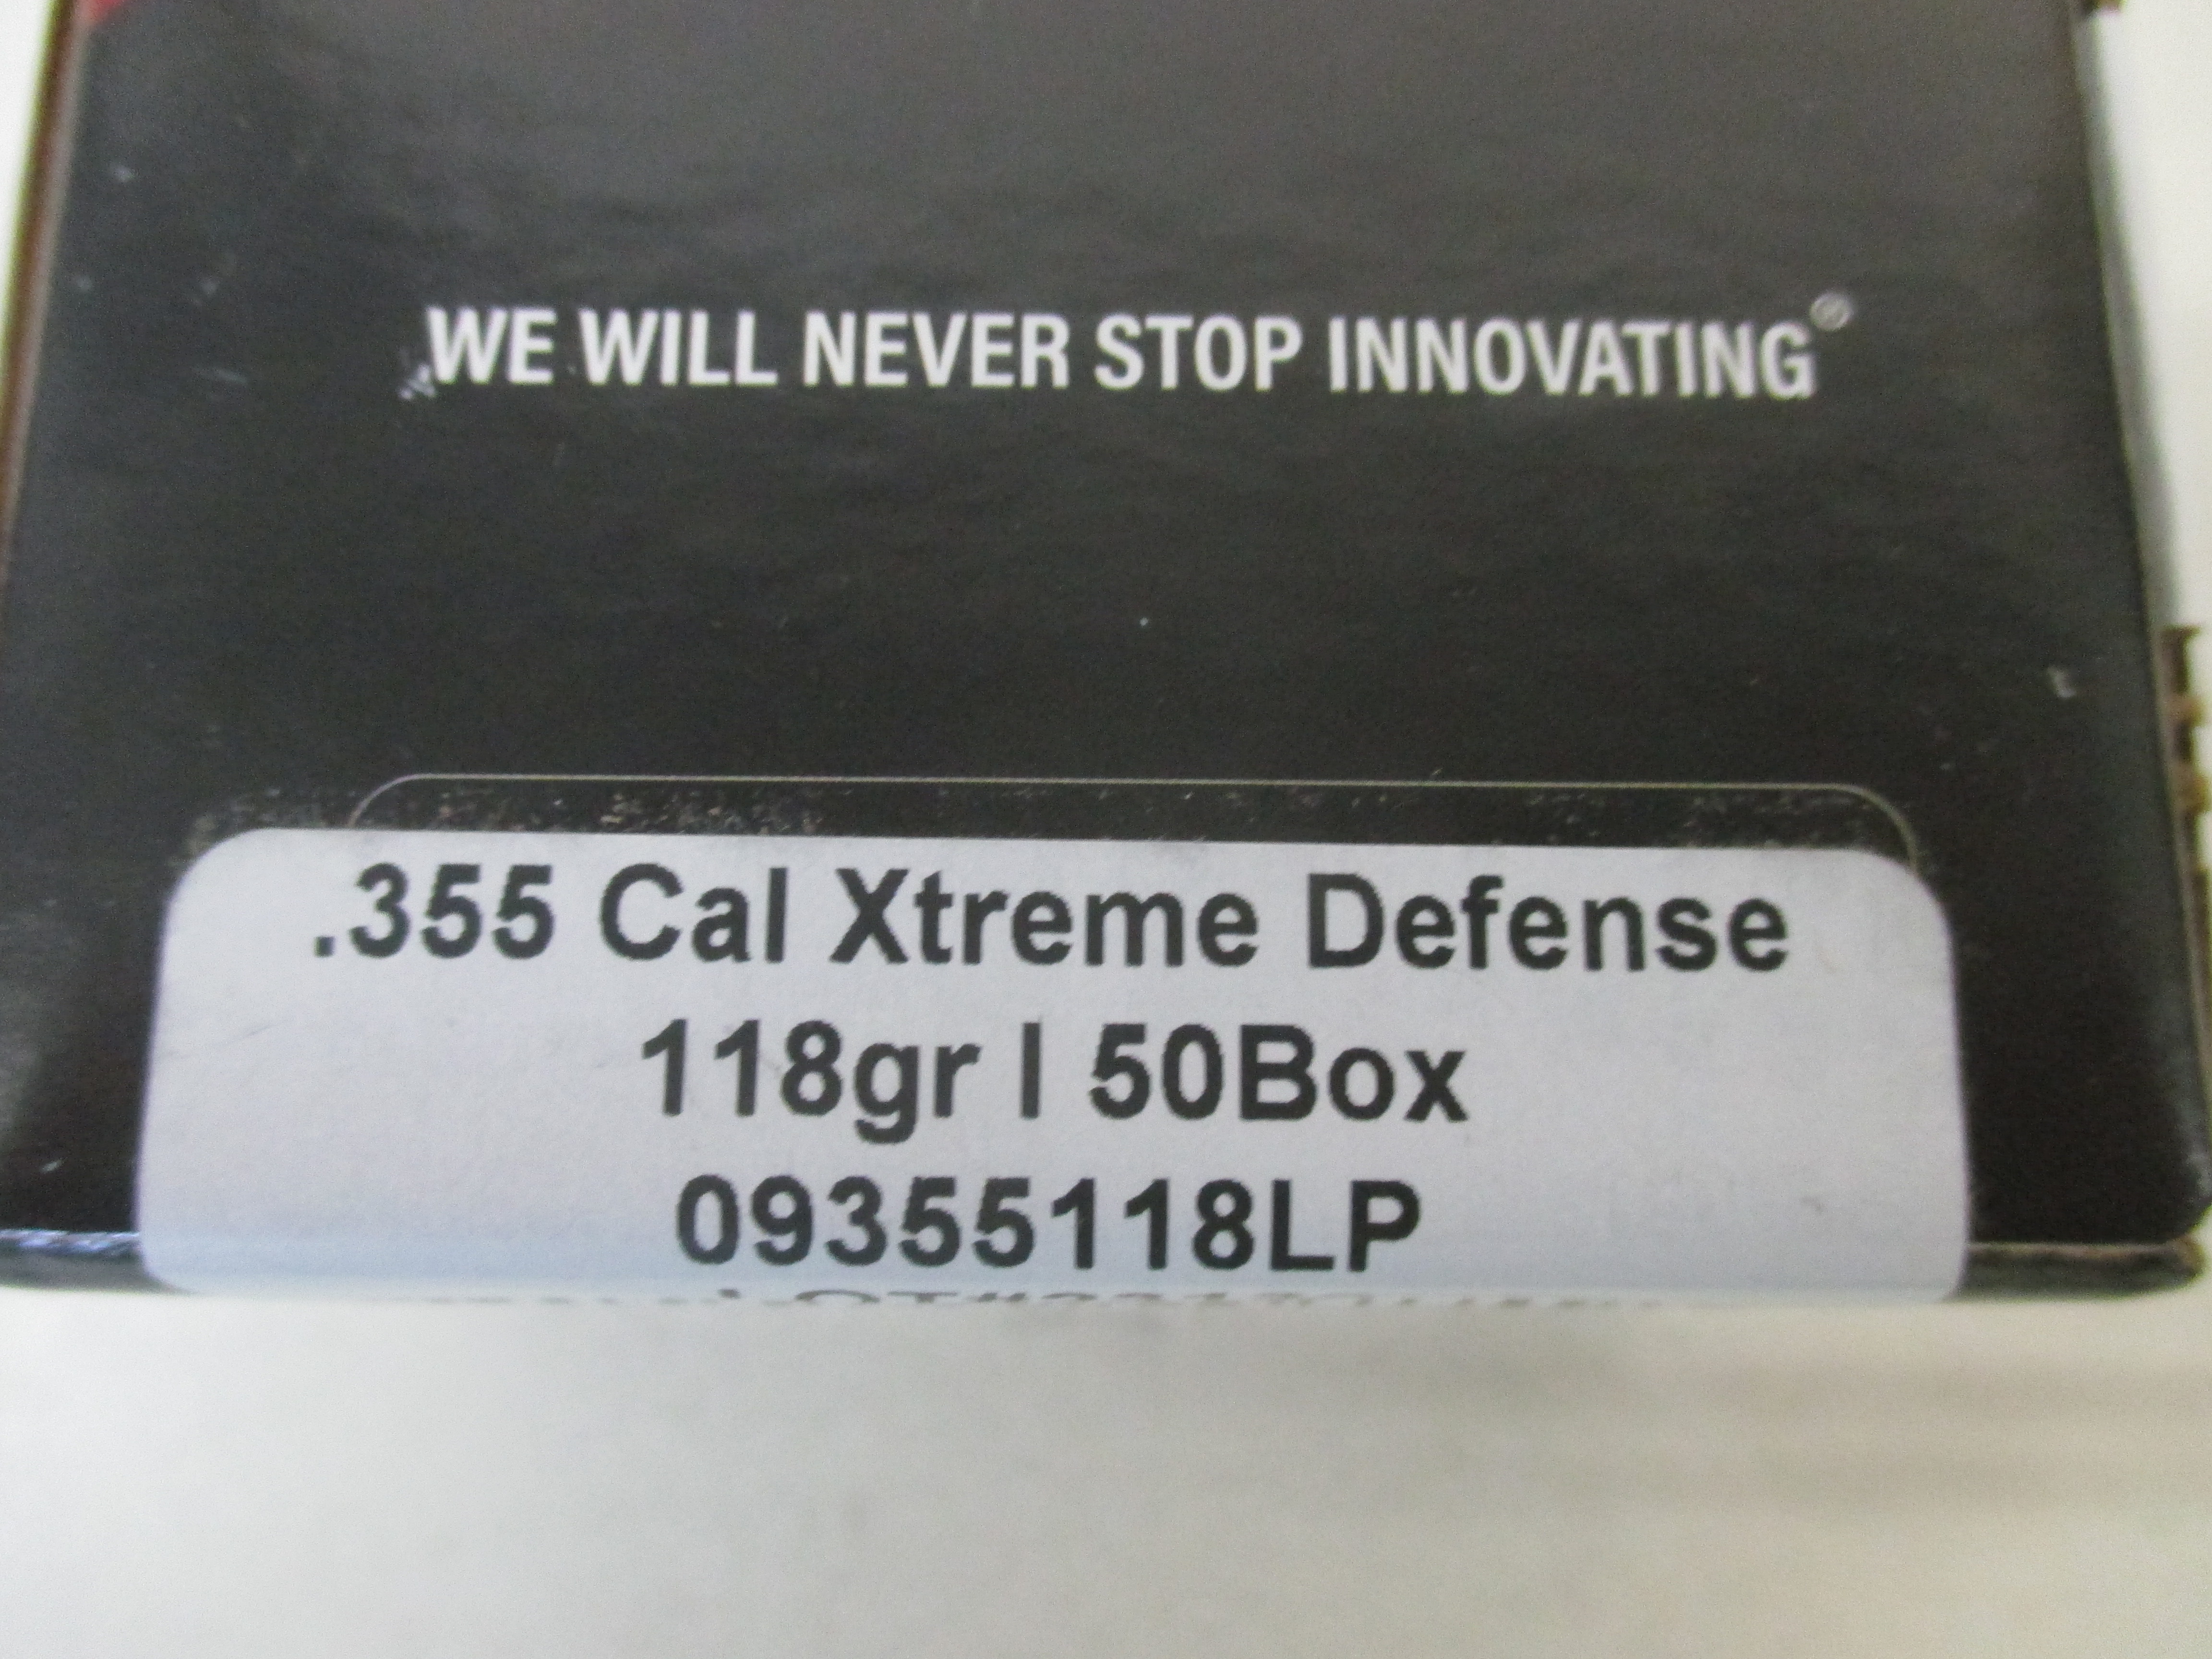 WE WILL NEVER STOP INNOVATING®
.355 Cal Xtreme Defense
118gr | 50Box
09355118LP